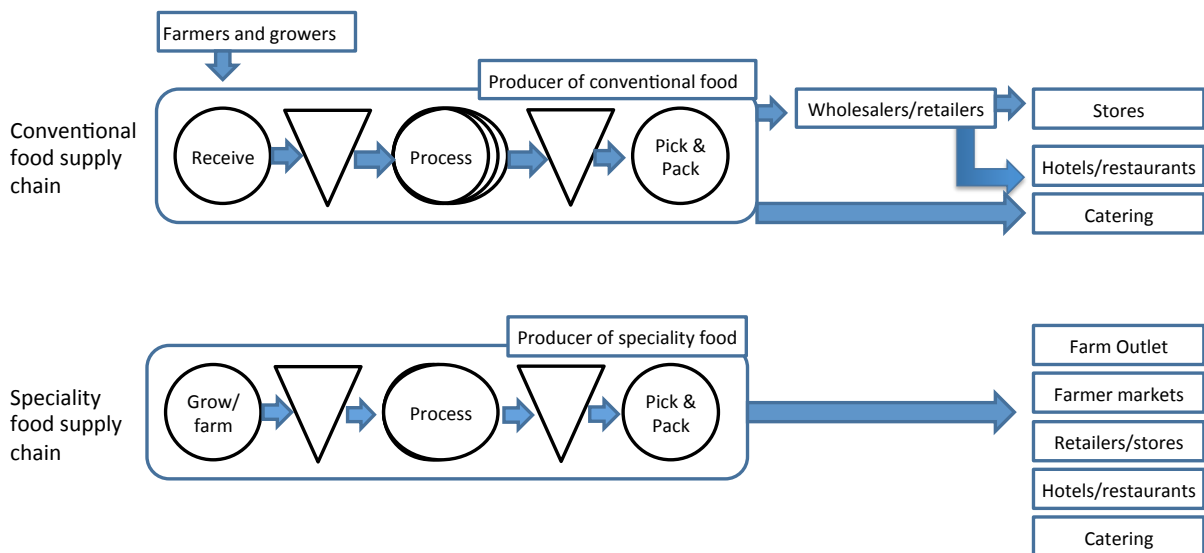 Farmers and growers
Producer of conventional food
Conventional
food supply
chain
Receive
Process
Pick &
Pack
Wholesalers/retailers
Stores
Hotels/restaurants
Catering
Producer of speciality food
Speciality
food supply
chain
Grow/
farm
Process
Pick &
Pack
Farm Outlet
Farmer markets
Retailers/stores
Hotels/restaurants
Catering